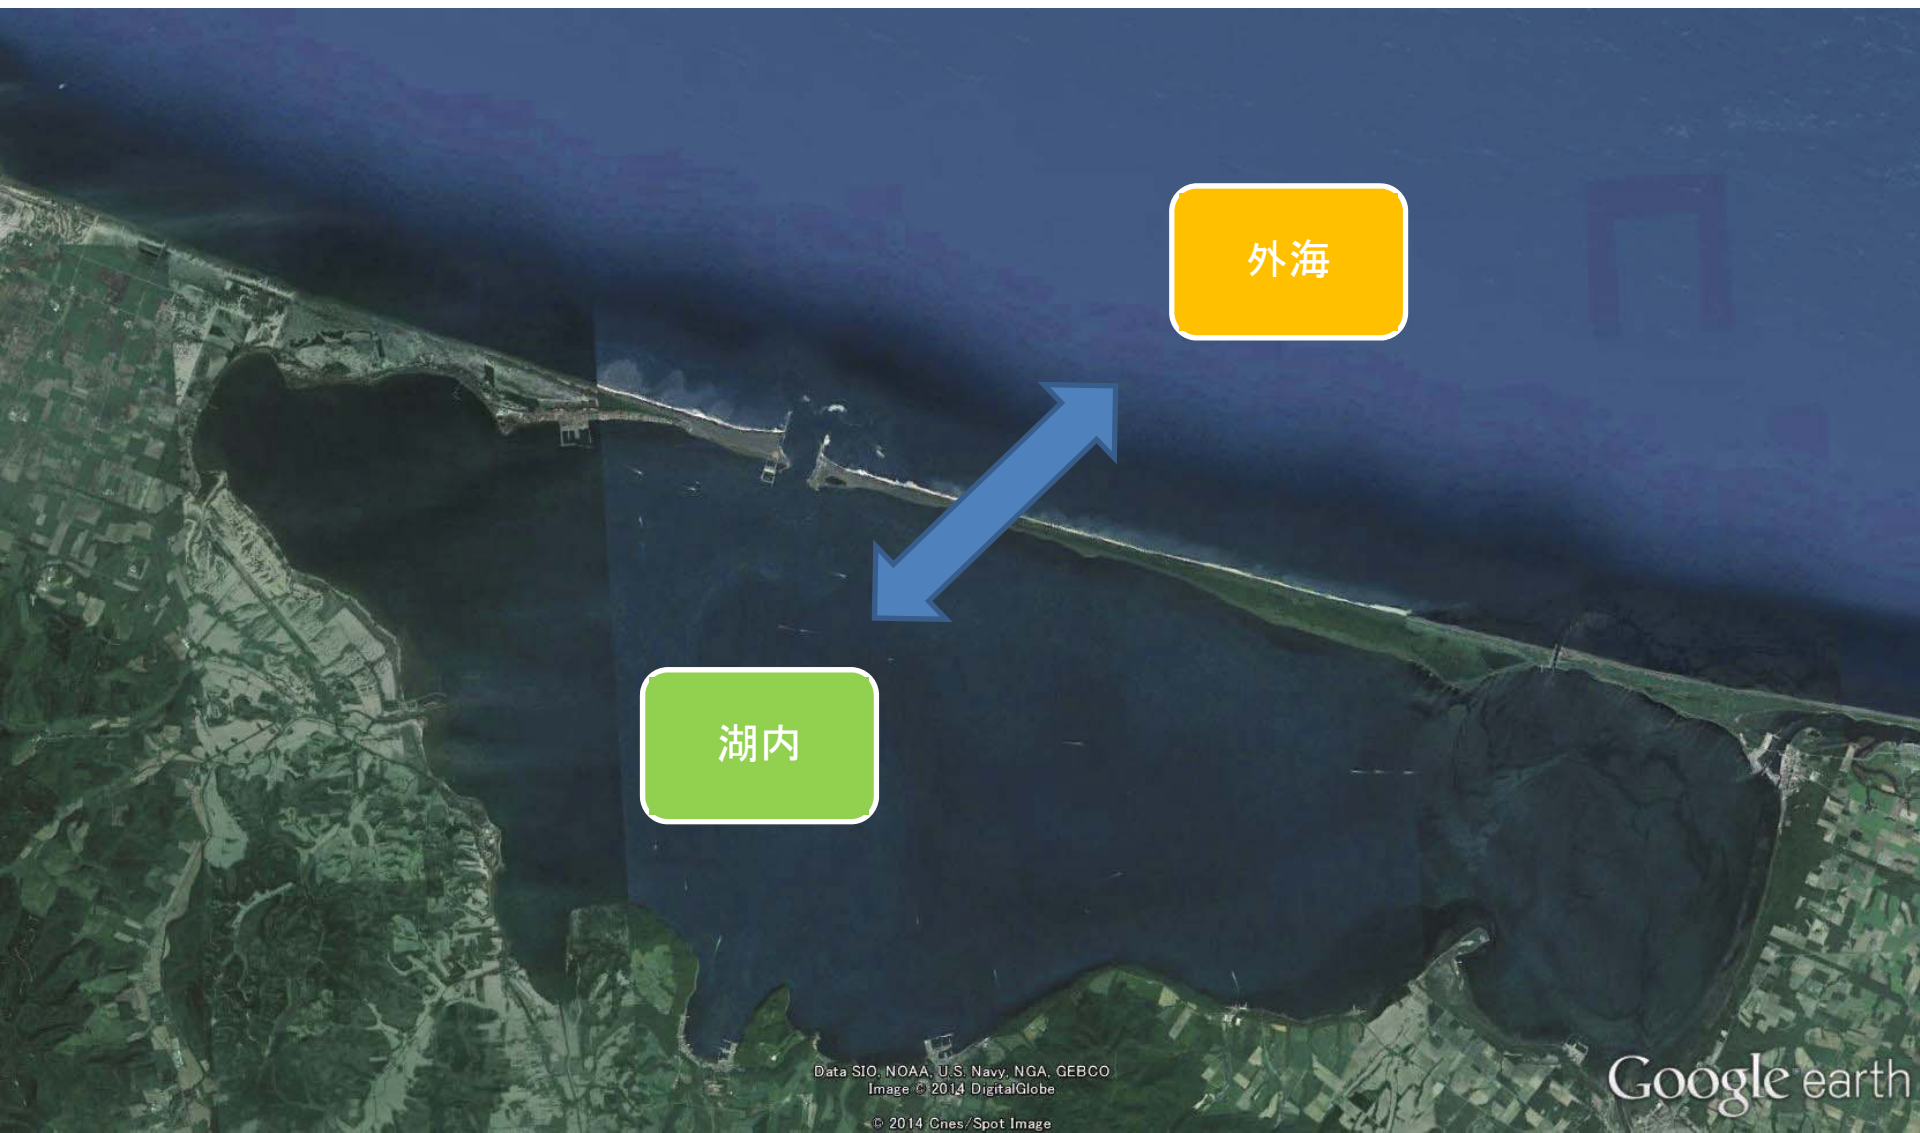 外海
湖内
Data SIO, NOAA, U.S. Navy, NGA, GEBCO
Image © 2014 DigitalGlobe
© 2014 Cnes/Spot Image
Google earth